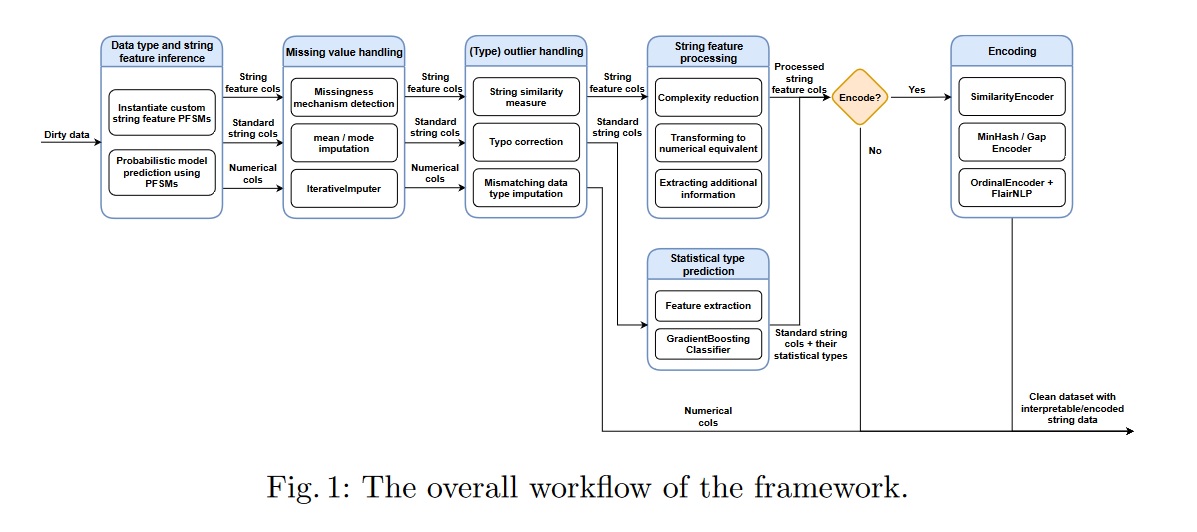 Dirty data
Data type and string
feature inference
Instantiate custom
string feature PFSMs
Probabilistic model
prediction using
PFSMs
String
feature cols
Standard
string cols
Numerical
cols
Missing value handling
Missingness
mechanism detection
mean / mode
imputation
IterativeImputer
String
feature cols
Standard
string cols
Numerical
cols
(Type) outlier handling
String similarity
measure
Typo correction
Mismatching data
type imputation
String
feature cols
Standard
string cols
String feature
processing
Complexity reduction
Transforming to
numerical equivalent
Extracting additional
information
Statistical type
prediction
Feature extraction
GradientBoosting
Classifier
Processed
string
feature cols
Standard string
cols + their
statistical types
Encode?
Yes
No
Encoding
SimilarityEncoder
MinHash / Gap
Encoder
OrdinalEncoder +
FlairNLP
Numerical
cols
Clean dataset with
interpretable/encoded
string data
Fig. 1: The overall workflow of the framework.